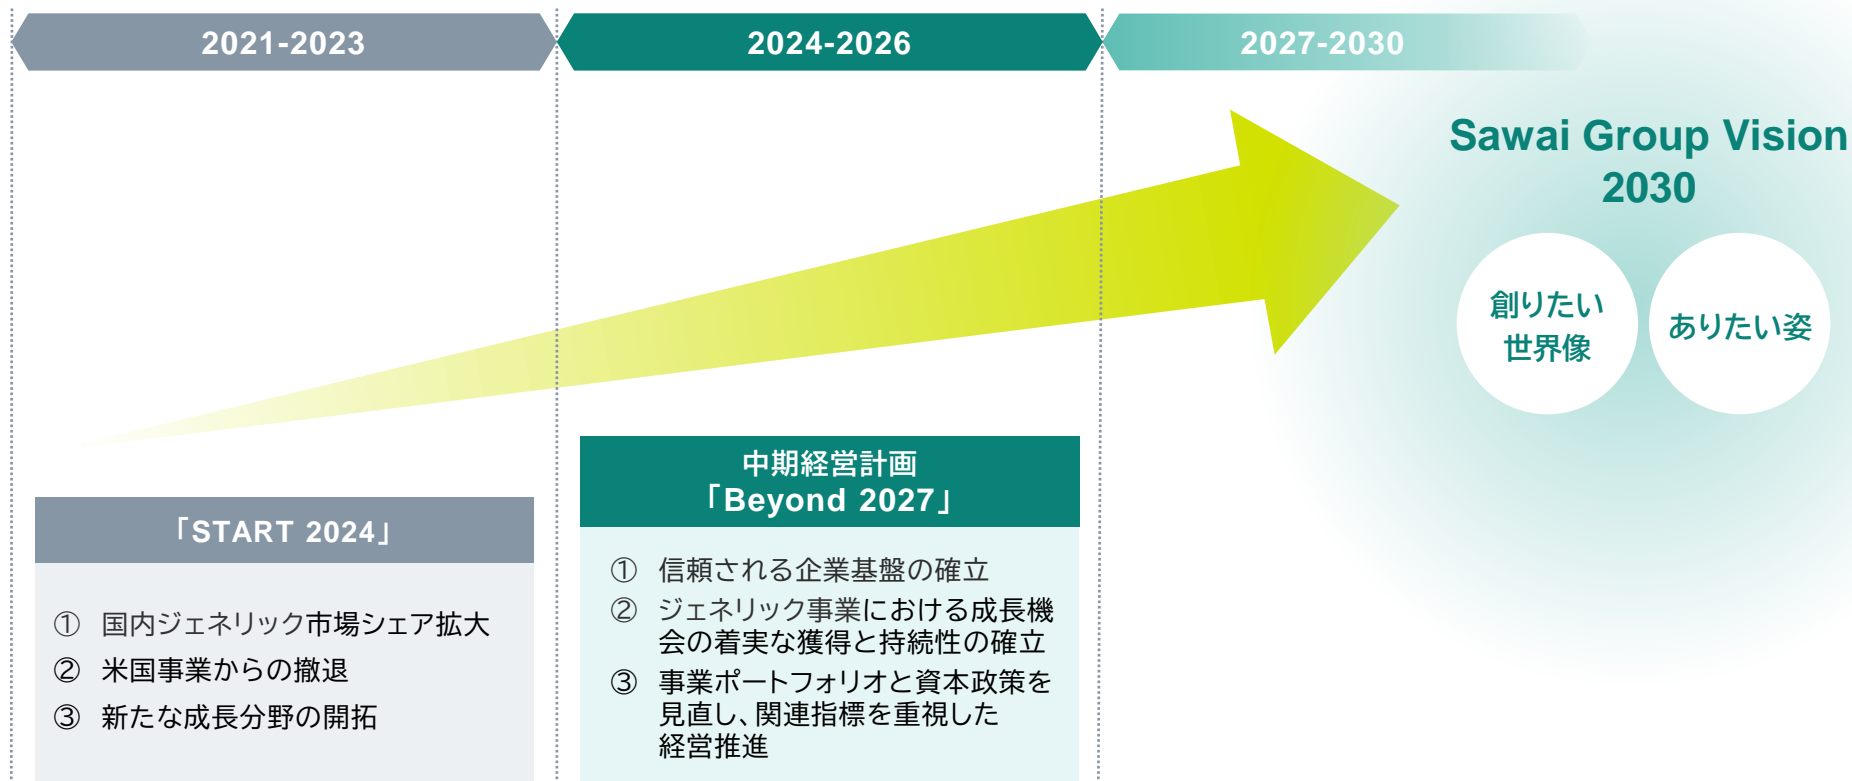 2021-2023
2024-2026
2027-2030
Sawai Group Vision
2030
創りたい
世界像
ありたい姿
「START 2024」
① 国内ジェネリック市場シェア拡大
② 米国事業からの撤退
③ 新たな成長分野の開拓
中期経営計画
「Beyond 2027」
① 信頼される企業基盤の確立
② ジェネリック事業における成長機
会の着実な獲得と持続性の確立
③ 事業ポートフォリオと資本政策を
見直し、関連指標を重視した
経営推進